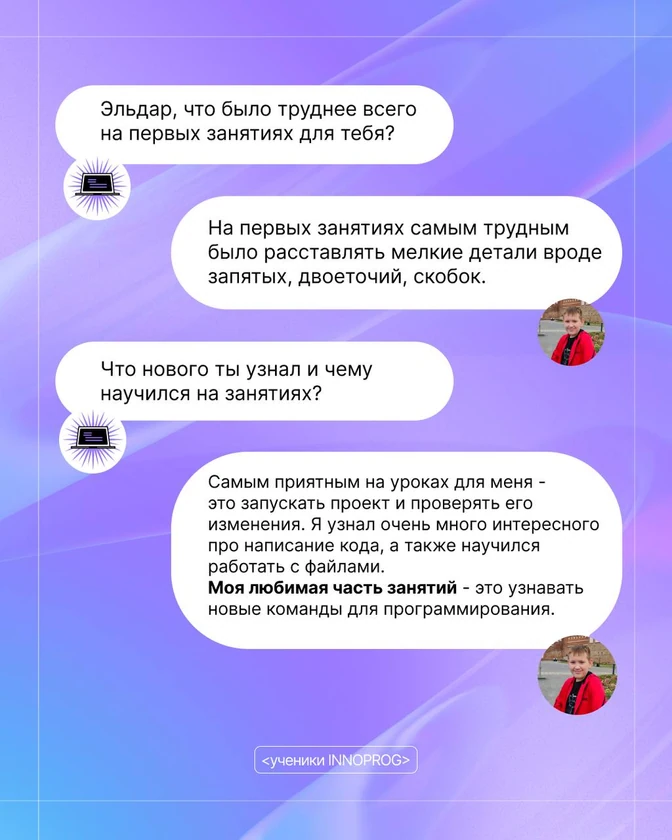 Эльдар, что было труднее всего
на первых занятиях для тебя?
На первых занятиях самым трудным
было расставлять мелкие детали вроде
запятых, двоеточий, скобок.
Что нового ты узнал и чему
научился на занятиях?
Самым приятным на уроках для меня -
это запускать проект и проверять его
изменения. Я узнал очень много интересного
про написание кода, а также научился
работать с файлами.
Моя любимая часть занятий - это узнавать
новые команды для программирования.
<ученики INNOPROG>